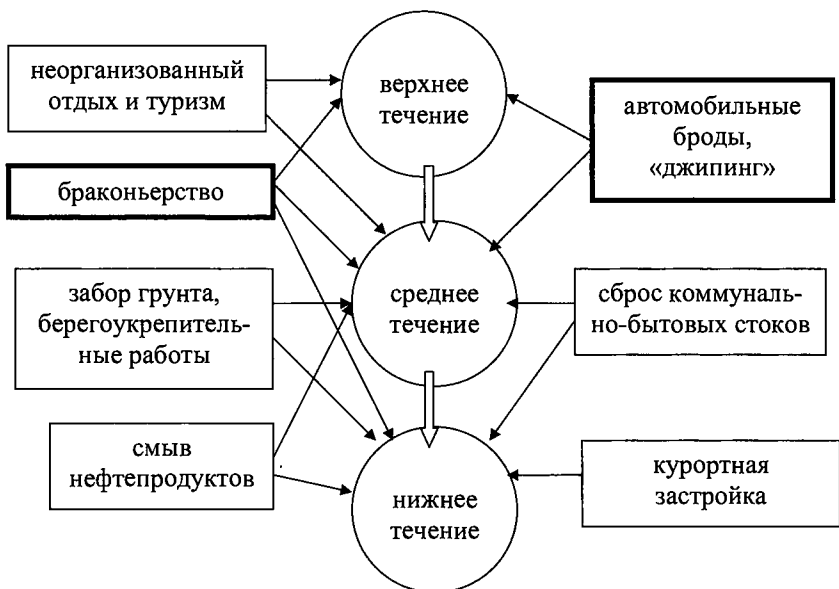 неорганизованный
отдых и туризм
верхнее
течение
автомобильные
броды,
«джипинг»
браконьерство
забор грунта,
берегоукрепитель-
ные работы
среднее
течение
сброс коммуналь-
но-бытовых стоков
смыв
нефтепродуктов
нижнее
течение
курортная
застройка